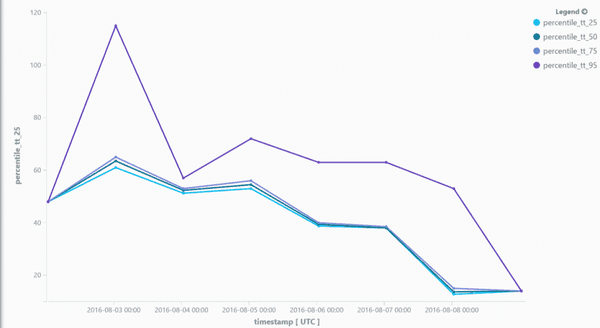 Legend
percentile_tt_25
percentile_tt_50
percentile_tt_75
percentile_tt_95
percentile_tt_25
120
100
80
60
40
20
2016-08-03 00:00 2016-08-04 00:00 2016-08-05 00:00 2016-08-06 00:00 2016-08-07 00:00 2016-08-08 00:00
timestamp [ UTC ]